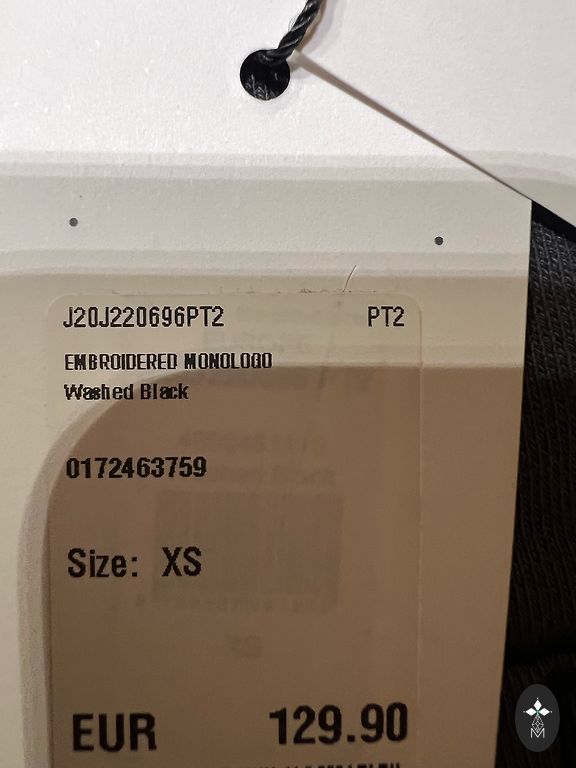 J20J220696PT2 PT2
EMBROIDERED MONOLOGO
Washed Black
0172463759
Size: XS
EUR 129.90